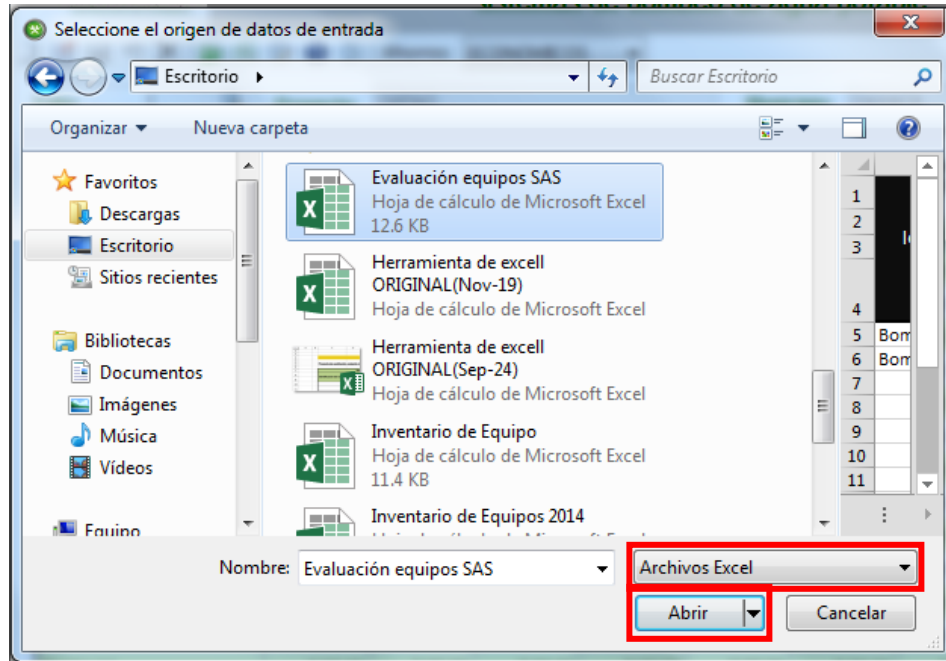 Seleccione el origen de datos de entrada
Escritorio
Buscar Escritorio
Organizar
Nueva carpeta
Favoritos
Descargas
Escritorio
Sitios recientes
Bibliotecas
Documentos
Imágenes
Música
Vídeos
Equipo
Evaluación equipos SAS
Hoja de cálculo de Microsoft Excel
12.6 KB
Herramienta de excell
ORIGINAL(Nov-19)
Hoja de cálculo de Microsoft Excel
Herramienta de excell
ORIGINAL(Sep-24)
Hoja de cálculo de Microsoft Excel
Inventario de Equipo
Hoja de cálculo de Microsoft Excel
11.4 KB
Inventario de Equipos 2014
1
2
3
4
5 Bom
6 Bom
7
8
9
10
11
Nombre: Evaluación equipos SAS
Archivos Excel
Abrir
Cancelar